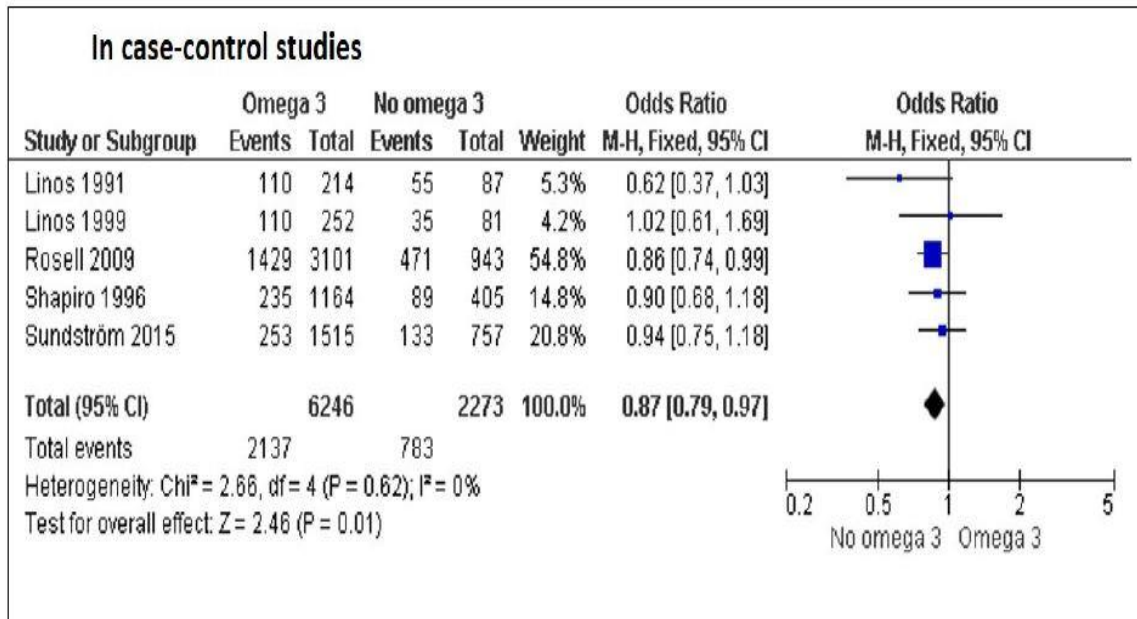 In case-control studies
Omega 3 No omega 3 Odds Ratio Odds Ratio
Study or Subgroup Events Total Events Total Weight M-H, Fixed, 95% CI M-H, Fixed, 95% CI
Linos 1991 110 214 55 87 5.3% 0.62 [0.37, 1.03]
Linos 1999 110 252 35 81 4.2% 1.02 [0.61, 1.69]
Rosell 2009 1429 3101 471 943 54.8% 0.86 [0.74, 0.99]
Shapiro 1996 235 1164 89 405 14.8% 0.90 [0.68, 1.18]
Sundström 2015 253 1515 133 757 20.8% 0.94 [0.75, 1.18]
Total (95% CI) 6246 2273 100.0% 0.87 [0.79, 0.97]
Total events 2137 783
Heterogeneity: Chi² = 2.66, df = 4 (P = 0.62); I² = 0%
Test for overall effect: Z = 2.46 (P = 0.01)
0.2 0.5 1 2 5
No omega 3 Omega 3